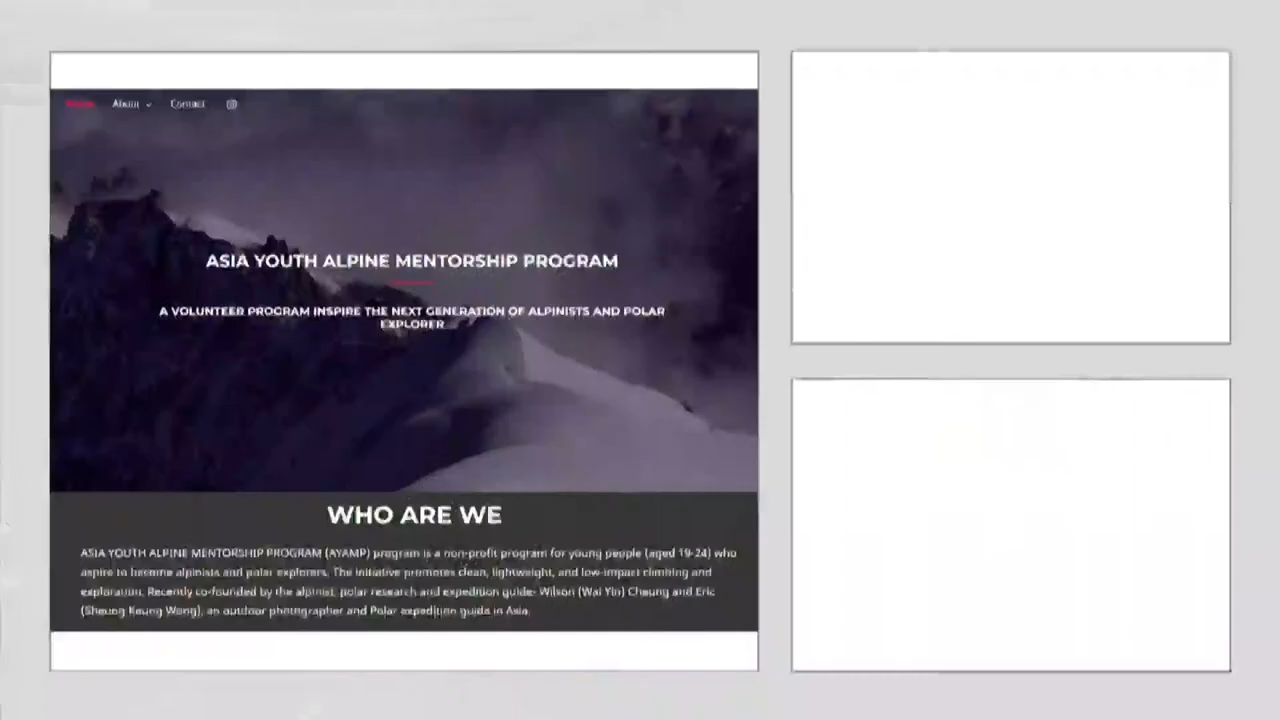 Home About Contact
ASIA YOUTH ALPINE MENTORSHIP PROGRAM
A VOLUNTEER PROGRAM INSPIRE THE NEXT GENERATION OF ALPINISTS AND POLAR
EXPLORER
WHO ARE WE
ASIA YOUTH ALPINE MENTORSHIP PROGRAM (AYAMP) program is a non-profit program for young people (aged 19-24) who
aspire to become alpinists and polar explorers. The initiative promotes clean, lightweight, and low-impact climbing and
exploration. Recently co-founded by the alpinist, polar research and expedition guide- Wilson (Wai Yin) Cheung and Eric
(Sheung Keung Wong), an outdoor photographer and Polar expedition guide in Asia.